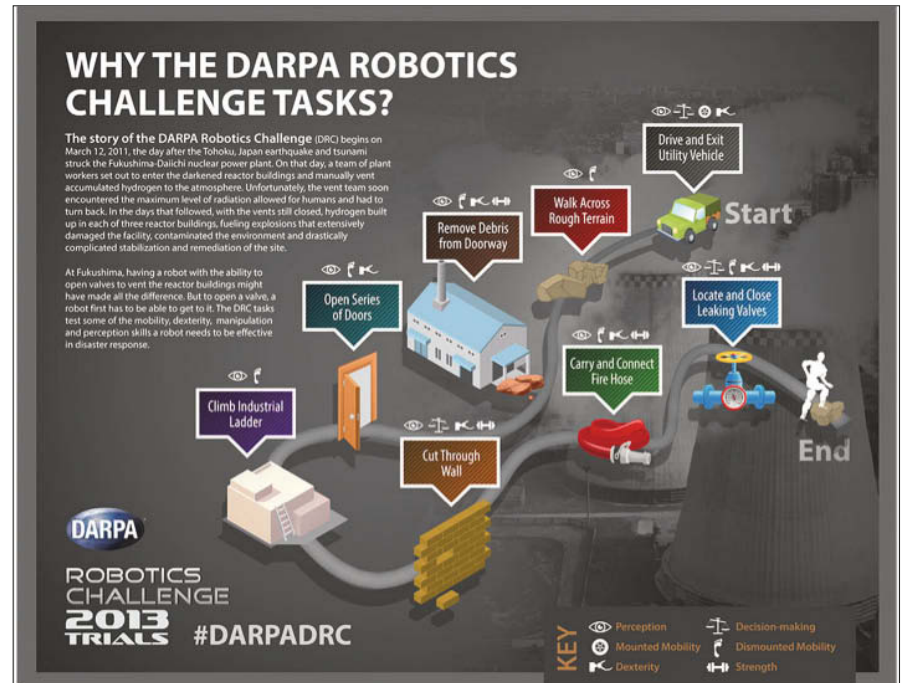 WHY THE DARPA ROBOTICS
CHALLENGE TASKS?
The story of the DARPA Robotics Challenge (DRC) begins on
March 12, 2011, the day after the Tohoku, Japan earthquake and tsunami
struck the Fukushima-Daiichi nuclear power plant. On that day, a team of plant
workers set out to enter the darkened reactor buildings and manually vent
accumulated hydrogen to the atmosphere. Unfortunately, the vent team soon
encountered the maximum level of radiation allowed for humans and had to
turn back. In the days that followed, with the vents still closed, hydrogen built
up in each of three reactor buildings, fueling explosions that extensively
damaged the facility, contaminated the environment and drastically
complicated stabilization and remediation of the site.
At Fukushima, having a robot with the ability to
open valves to vent the reactor buildings might
have made all the difference. But to open a valve, a
robot first has to be able to get to it. The DRC tasks
test some of the mobility, dexterity, manipulation
and perception skills a robot needs to be effective
in disaster response.
Drive and Exit
Utility Vehicle
Start
Walk Across
Rough Terrain
Remove Debris
from Doorway
Open Series
of Doors
Climb Industrial
Ladder
Cut Through
Wall
Carry and Connect
Fire Hose
Locate and Close
Leaking Valves
End
DARPA
ROBOTICS
CHALLENGE
2013
TRIALS
#DARPADRC
KEY
Perception
Decision-making
Mounted Mobility
Dismounted Mobility
Dexterity
Strength